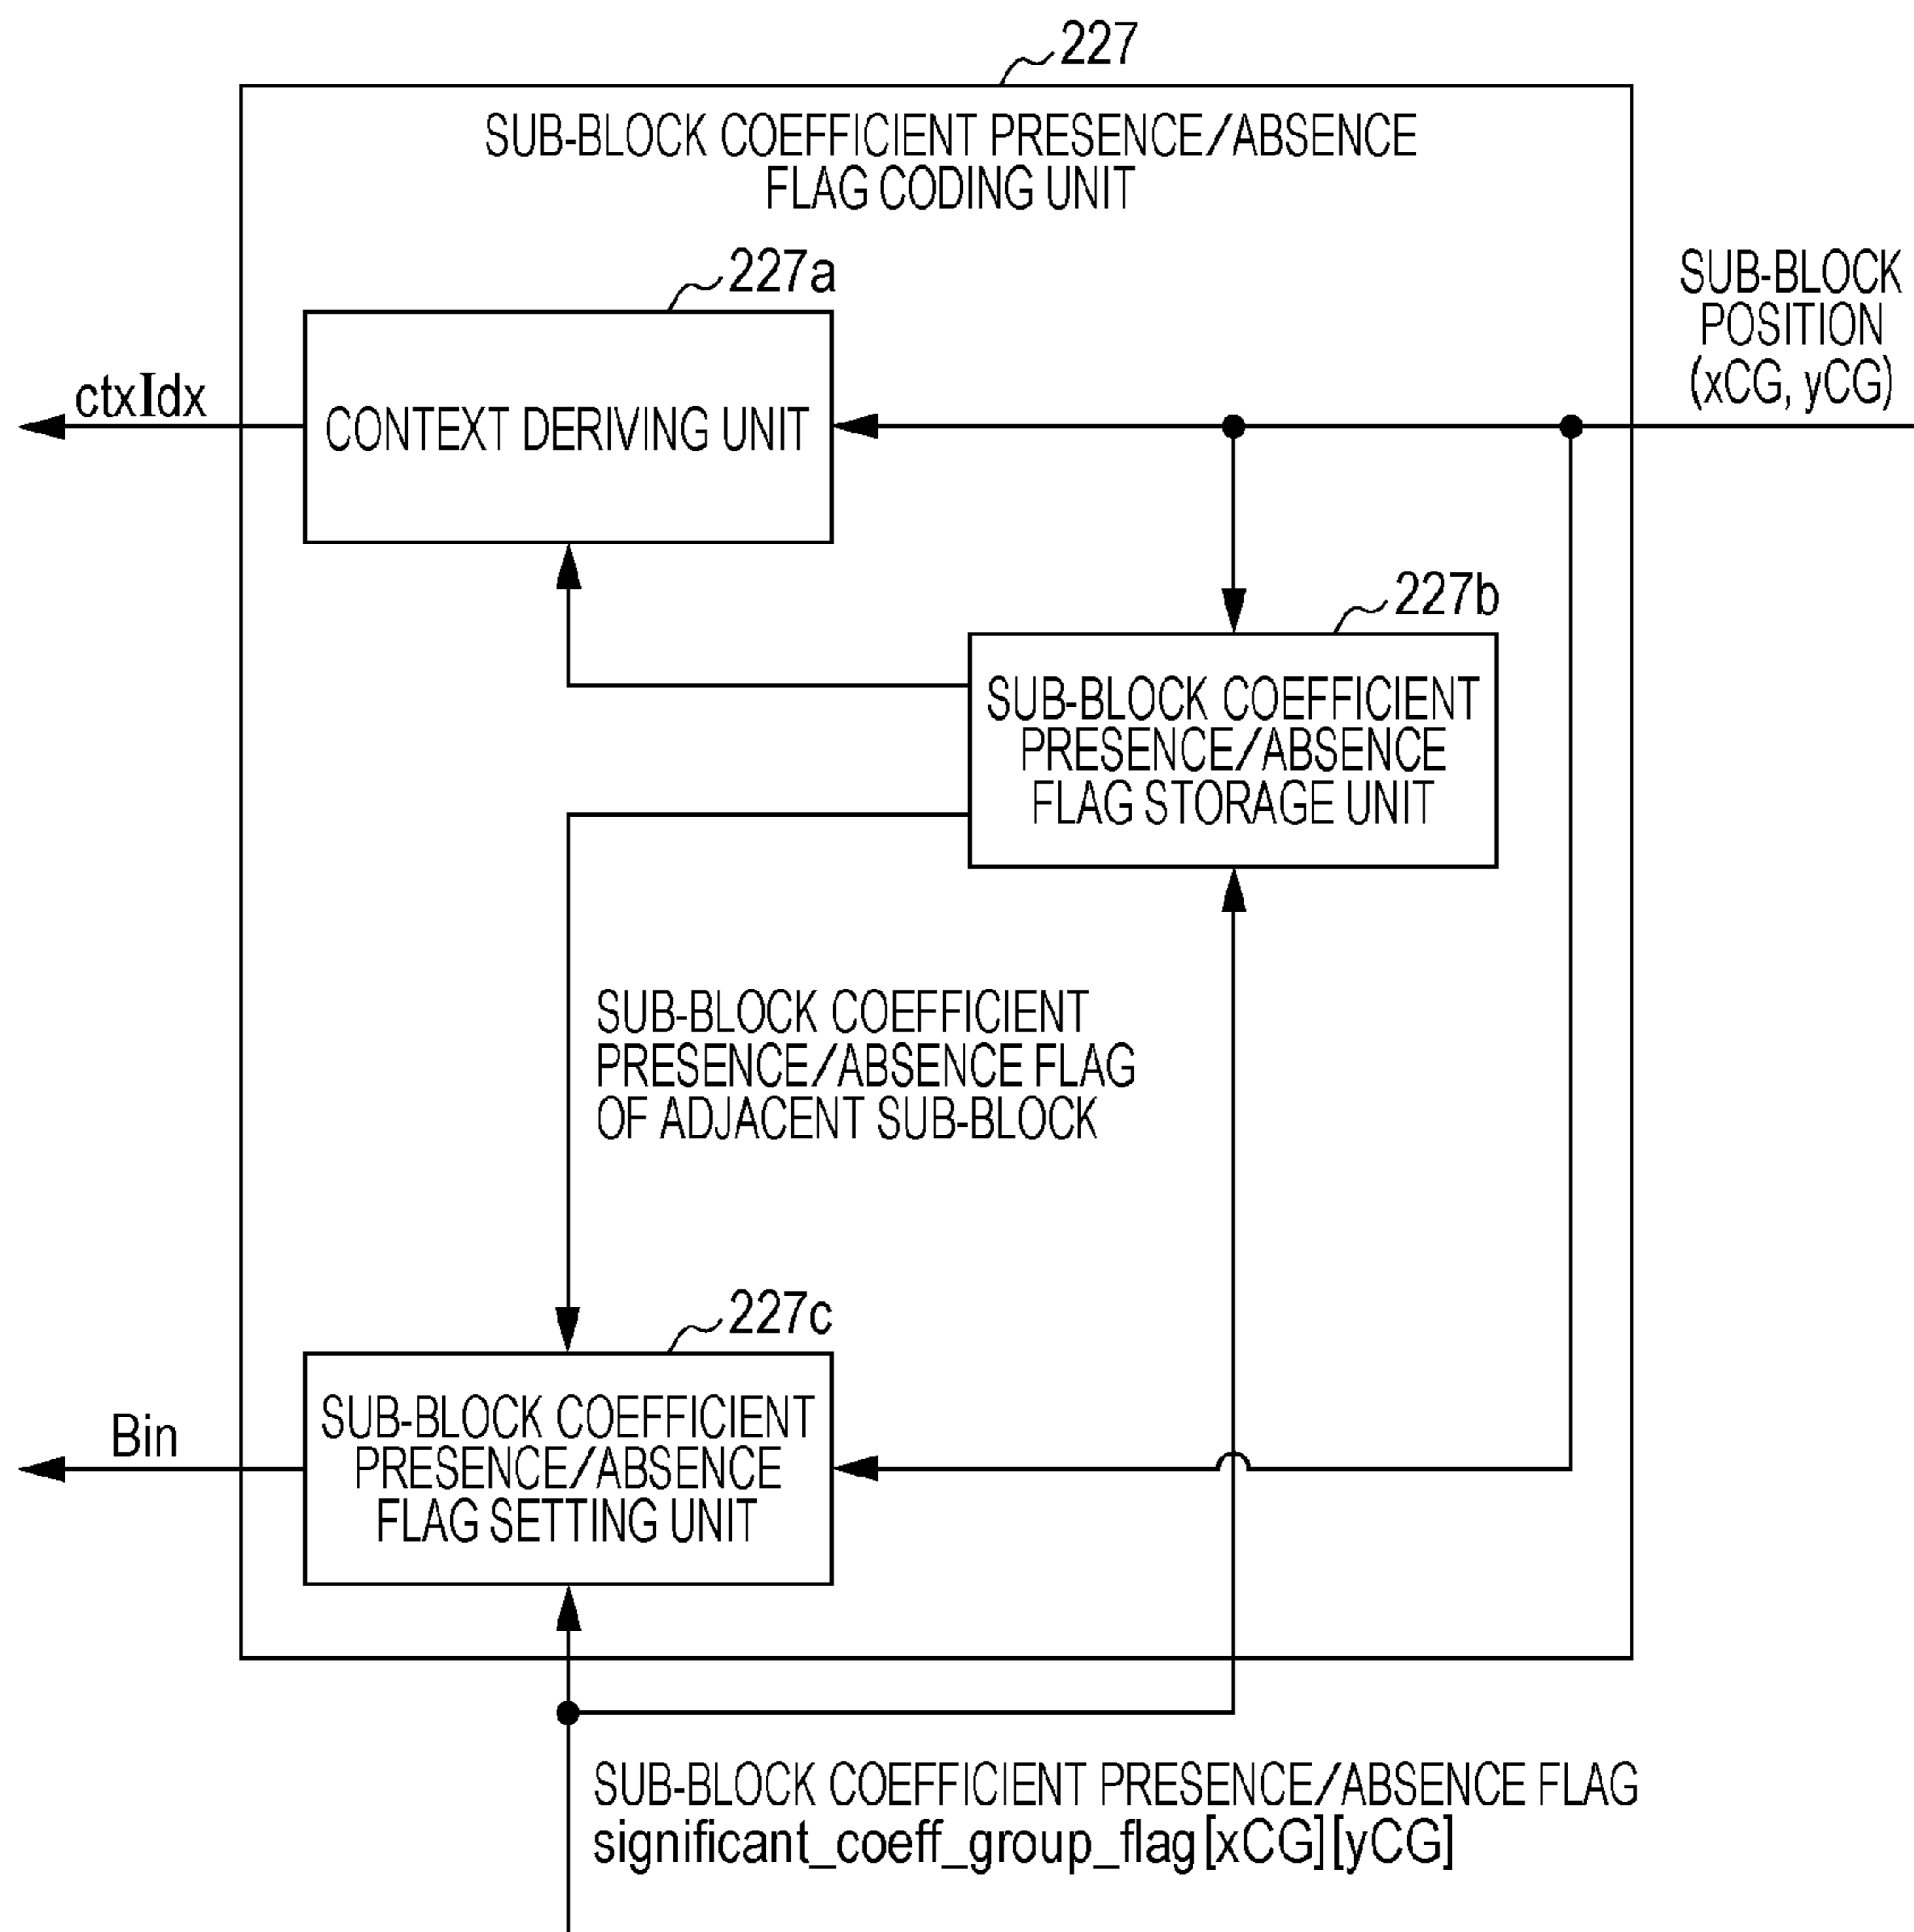 227
SUB-BLOCK COEFFICIENT PRESENCE/ABSENCE
FLAG CODING UNIT
227a
SUB-BLOCK
POSITION
(xCG, yCG)
ctxIdx
CONTEXT DERIVING UNIT
227b
SUB-BLOCK COEFFICIENT
PRESENCE/ABSENCE
FLAG STORAGE UNIT
SUB-BLOCK COEFFICIENT
PRESENCE/ABSENCE FLAG
OF ADJACENT SUB-BLOCK
227c
Bin
SUB-BLOCK COEFFICIENT
PRESENCE/ABSENCE
FLAG SETTING UNIT
SUB-BLOCK COEFFICIENT PRESENCE/ABSENCE FLAG
significant_coeff_group_flag[xCG][yCG]